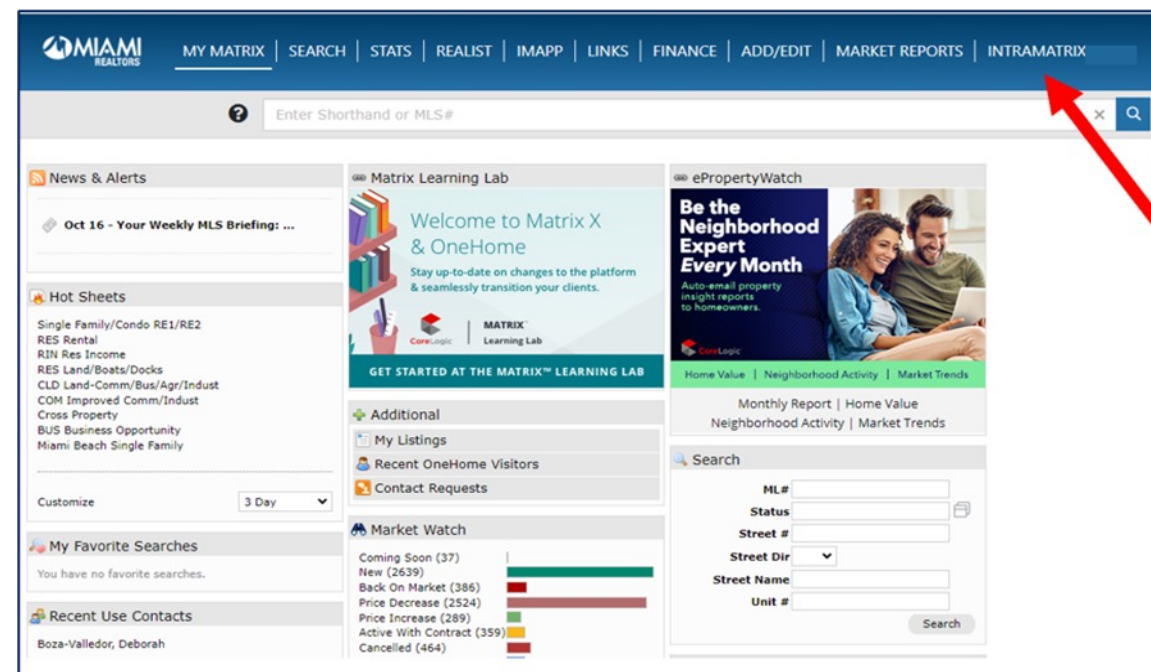 MIAMI
REALTORS
MY MATRIX | SEARCH | STATS | REALIST | IMAPP | LINKS | FINANCE | ADD/EDIT | MARKET REPORTS | INTRAMATRIX
Enter Shorthand or MLS#
News & Alerts
Oct 16 - Your Weekly MLS Briefing: ...
Hot Sheets
Single Family/Condo RE1/RE2
RES Rental
RIN Res Income
RES Land/Boats/Docks
CLD Land-Comm/Bus/Agr/Indust
COM Improved Comm/Indust
Cross Property
BUS Business Opportunity
Miami Beach Single Family
Customize 3 Day
My Favorite Searches
You have no favorite searches.
Recent Use Contacts
Boza-Valledor, Deborah
Matrix Learning Lab
Welcome to Matrix X
& OneHome
Stay up-to-date on changes to the platform
& seamlessly transition your clients.
CoreLogic
MATRIX™
Learning Lab
GET STARTED AT THE MATRIX™ LEARNING LAB
Additional
My Listings
Recent OneHome Visitors
Contact Requests
Market Watch
Coming Soon (37)
New (2639)
Back On Market (386)
Price Decrease (2524)
Price Increase (289)
Active With Contract (359)
Cancelled (464)
ePropertyWatch
Be the
Neighborhood
Expert
Every Month
Auto-email property
insight reports
to homeowners.
CoreLogic
Home Value | Neighborhood Activity | Market Trends
Monthly Report | Home Value
Neighborhood Activity | Market Trends
Search
ML#
Status
Street #
Street Dir
Street Name
Unit #
Search